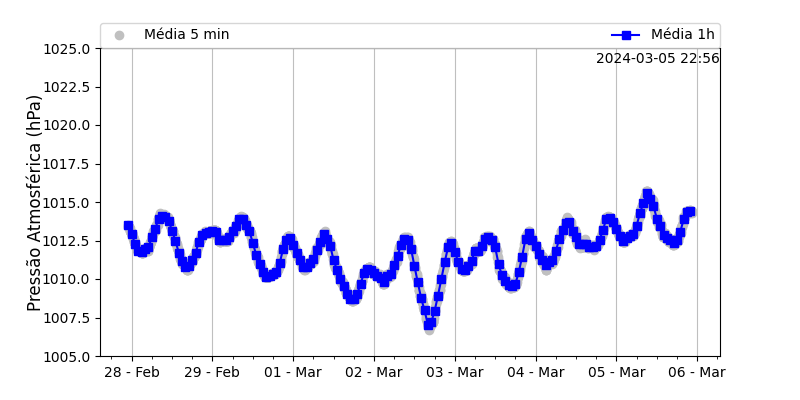 Média 5 min
Média 1h
2024-03-05 22:56
Pressão Atmosférica (hPa)
1025.0
1022.5
1020.0
1017.5
1015.0
1012.5
1010.0
1007.5
1005.0
28 - Feb
29 - Feb
01 - Mar
02 - Mar
03 - Mar
04 - Mar
05 - Mar
06 - Mar